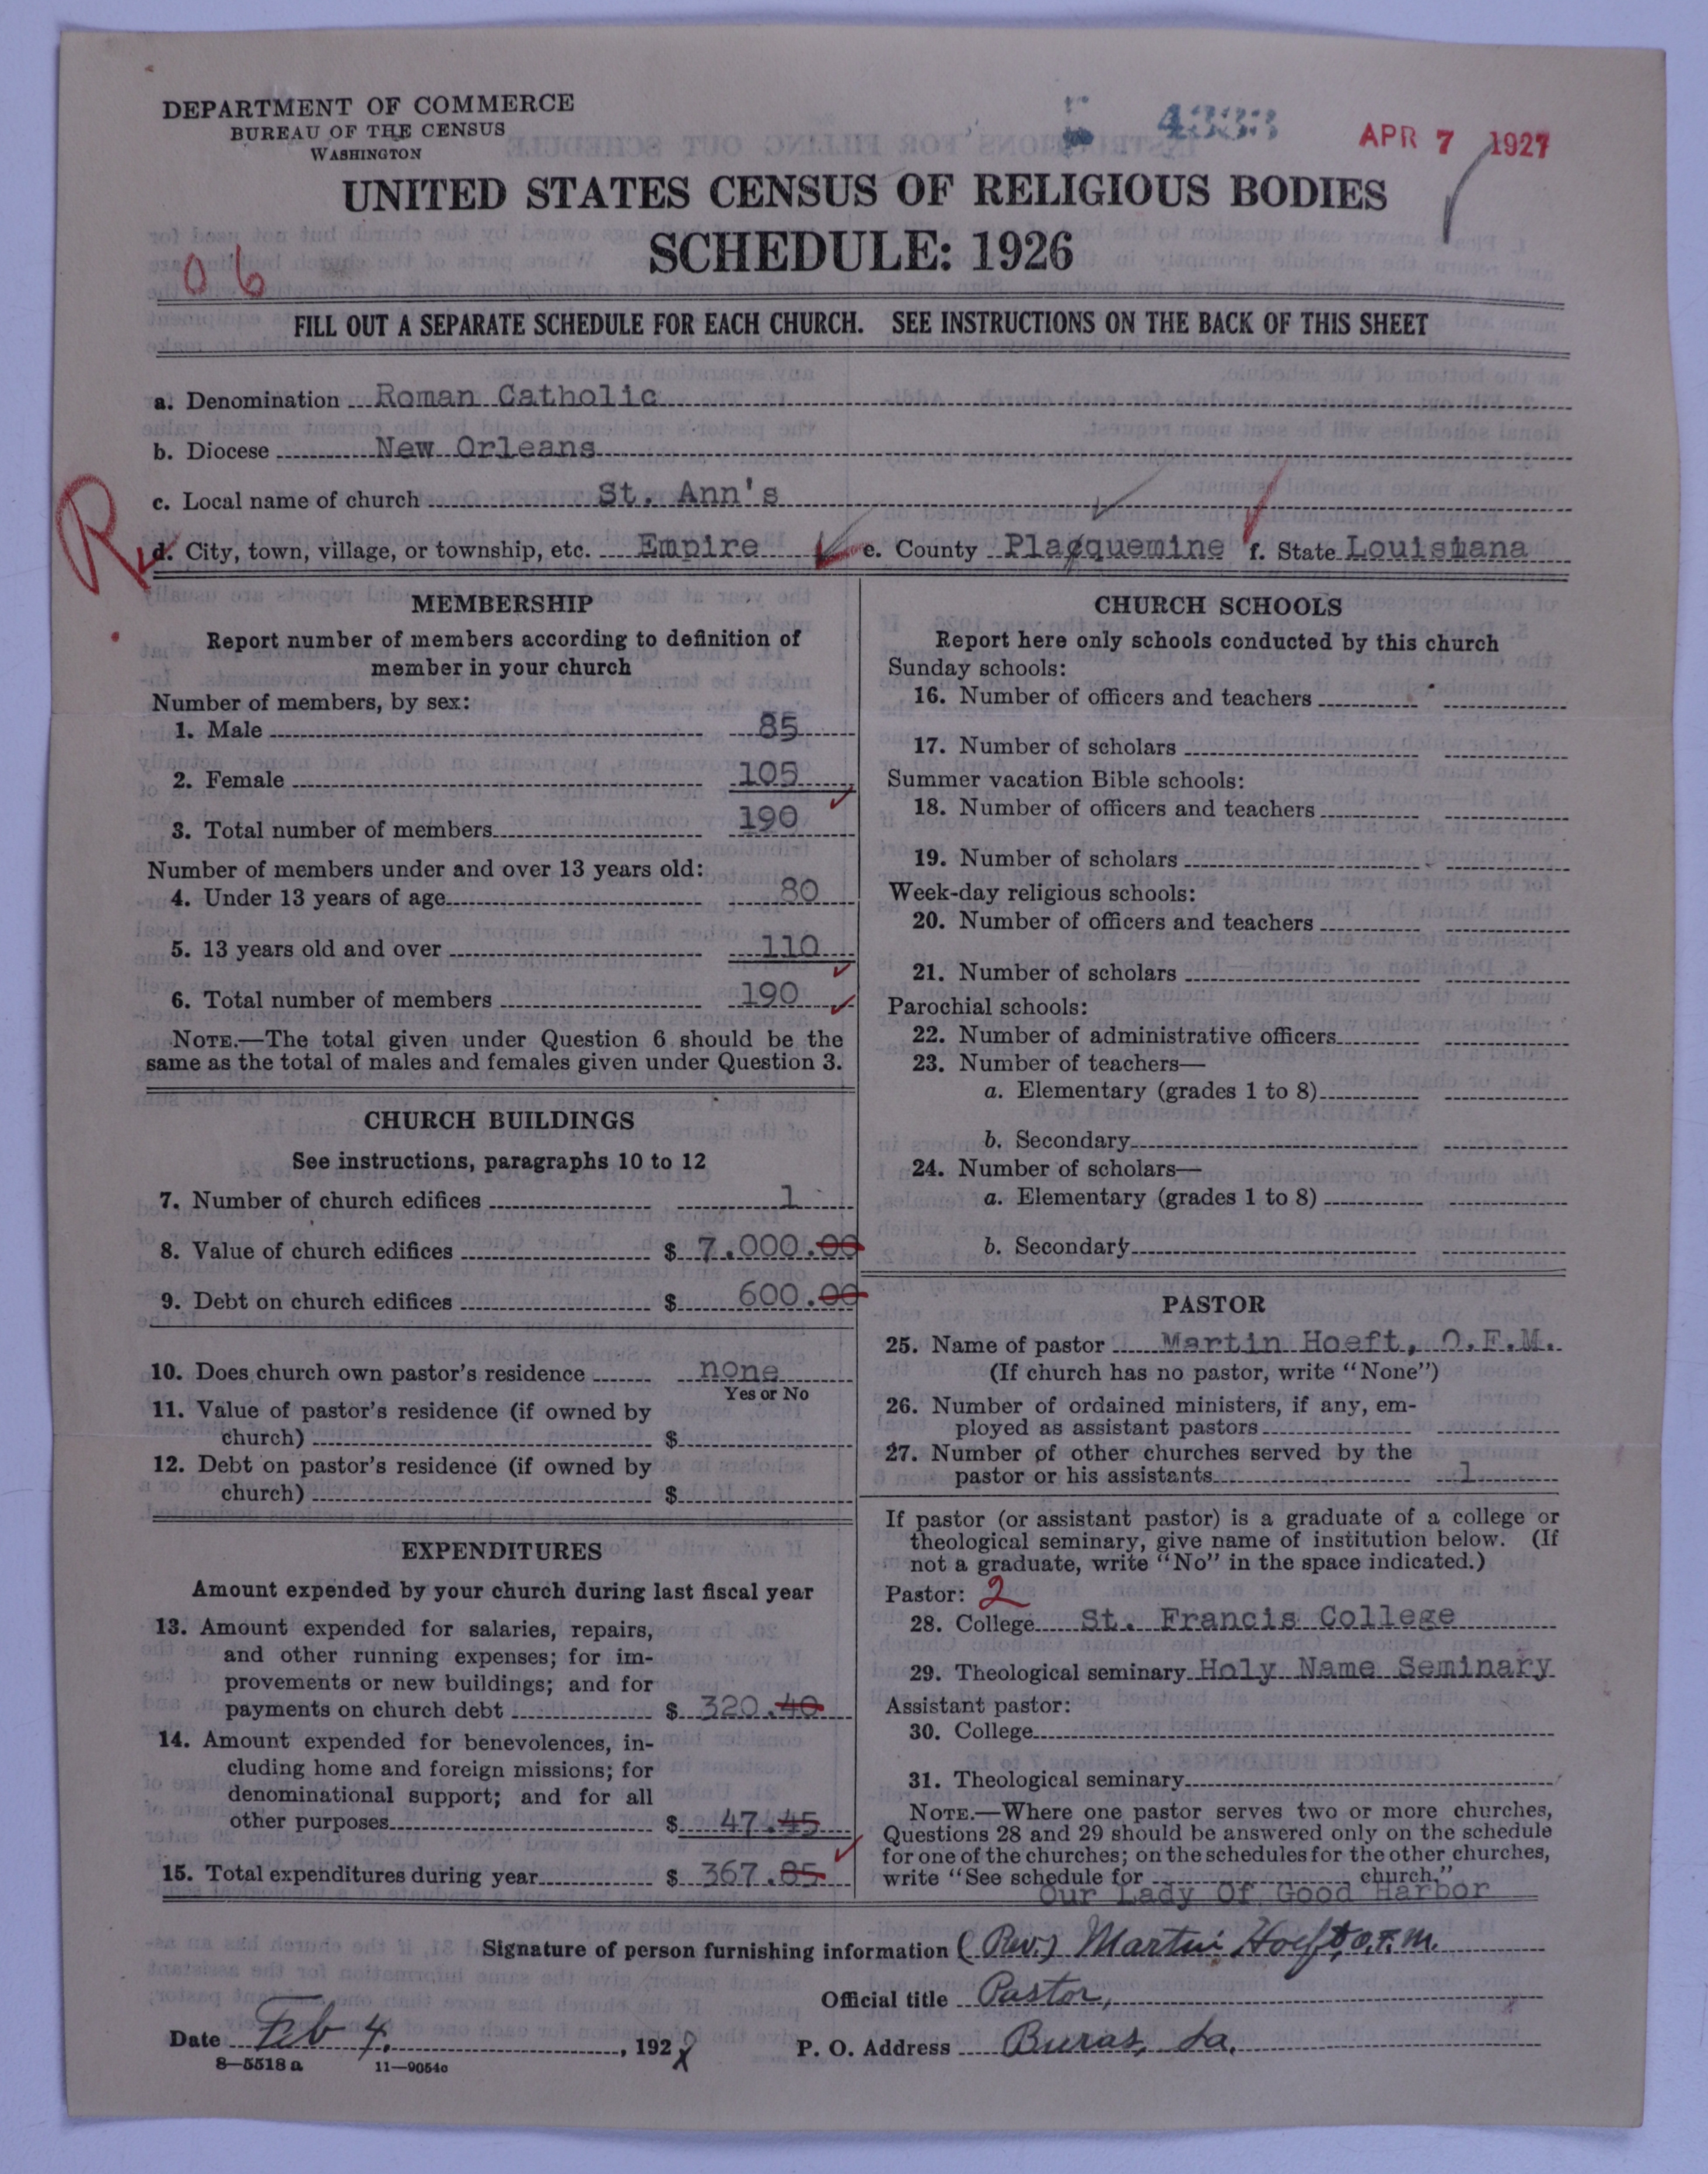 DEPARTMENT OF COMMERCE
BUREAU OF THE CENSUS
WASHINGTON
APR 7 1927
UNITED STATES CENSUS OF RELIGIOUS BODIES
SCHEDULE: 1926
06
FILL OUT A SEPARATE SCHEDULE FOR EACH CHURCH. SEE INSTRUCTIONS ON THE BACK OF THIS SHEET
a. Denomination Roman Catholic
b. Diocese New Orleans
c. Local name of church St. Ann's
R
d. City, town, village, or township, etc. Empire e. County Plaqquemine f. State Louisiana
MEMBERSHIP
Report number of members according to definition of
member in your church
Number of members, by sex:
1. Male 85
2. Female 105
3. Total number of members 190
Number of members under and over 13 years old:
4. Under 13 years of age 80
5. 13 years old and over 110
6. Total number of members 190
NOTE.—The total given under Question 6 should be the
same as the total of males and females given under Question 3.
CHURCH BUILDINGS
See instructions, paragraphs 10 to 12
7. Number of church edifices 1
8. Value of church edifices $ 7.000.00
9. Debt on church edifices $ 600.00
10. Does church own pastor's residence none
Yes or No
11. Value of pastor's residence (if owned by
church) $
12. Debt on pastor's residence (if owned by
church) $
EXPENDITURES
Amount expended by your church during last fiscal year
13. Amount expended for salaries, repairs,
and other running expenses; for im-
provements or new buildings; and for
payments on church debt $ 320.40
14. Amount expended for benevolences, in-
cluding home and foreign missions; for
denominational support; and for all
other purposes $ 47.45
15. Total expenditures during year $ 367.85
CHURCH SCHOOLS
Report here only schools conducted by this church
Sunday schools:
16. Number of officers and teachers
17. Number of scholars
Summer vacation Bible schools:
18. Number of officers and teachers
19. Number of scholars
Week-day religious schools:
20. Number of officers and teachers
21. Number of scholars
Parochial schools:
22. Number of administrative officers
23. Number of teachers—
a. Elementary (grades 1 to 8)
b. Secondary
24. Number of scholars—
a. Elementary (grades 1 to 8)
b. Secondary
PASTOR
25. Name of pastor Martin Hoeft, O.F.M.
(If church has no pastor, write "None")
26. Number of ordained ministers, if any, em-
ployed as assistant pastors
27. Number of other churches served by the
pastor or his assistants 1
If pastor (or assistant pastor) is a graduate of a college or
theological seminary, give name of institution below. (If
not a graduate, write "No" in the space indicated.)
Pastor: 2
28. College St. Francis College
29. Theological seminary Holy Name Seminary
Assistant pastor:
30. College
31. Theological seminary
NOTE.—Where one pastor serves two or more churches,
Questions 28 and 29 should be answered only on the schedule
for one of the churches; on the schedules for the other churches,
write "See schedule for church."
Our Lady Of Good Harbor
Signature of person furnishing information (Rev.) Martin Hoeft, O.F.M.
Official title Pastor,
Date Feb 4, 192 P. O. Address Buras, La.
8—5518 a 11—9054c